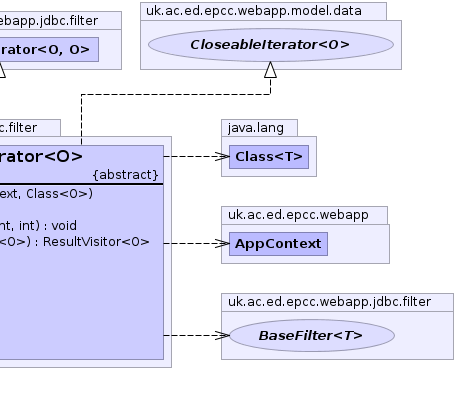 uk.ac.ed.epcc.webapp.model.data
ebapp.jdbc.filter
CloseableIterator<O>
rator<O, O>
c.filter
java.lang
rator<O>
Class<T>
{abstract}
ext, Class<O>)
uk.ac.ed.epcc.webapp
nt, int) : void
<O>) : ResultVisitor<O>
AppContext
uk.ac.ed.epcc.webapp.jdbc.filter
BaseFilter<T>